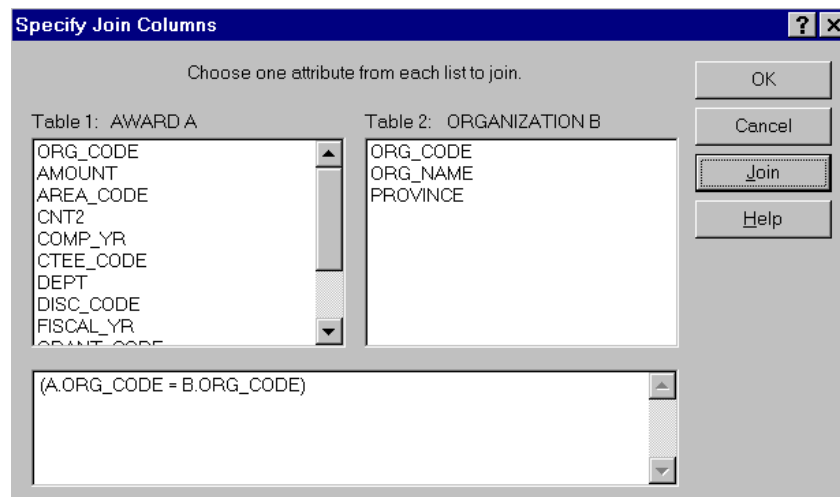 Specify Join Columns
Choose one attribute from each list to join.
OK
Cancel
Join
Help
Table 1: AWARD A
ORG_CODE
AMOUNT
AREA_CODE
CNT2
COMP_YR
CTEE_CODE
DEPT
DISC_CODE
FISCAL_YR
GRANT_CODE
Table 2: ORGANIZATION B
ORG_CODE
ORG_NAME
PROVINCE
(A.ORG_CODE = B.ORG_CODE)